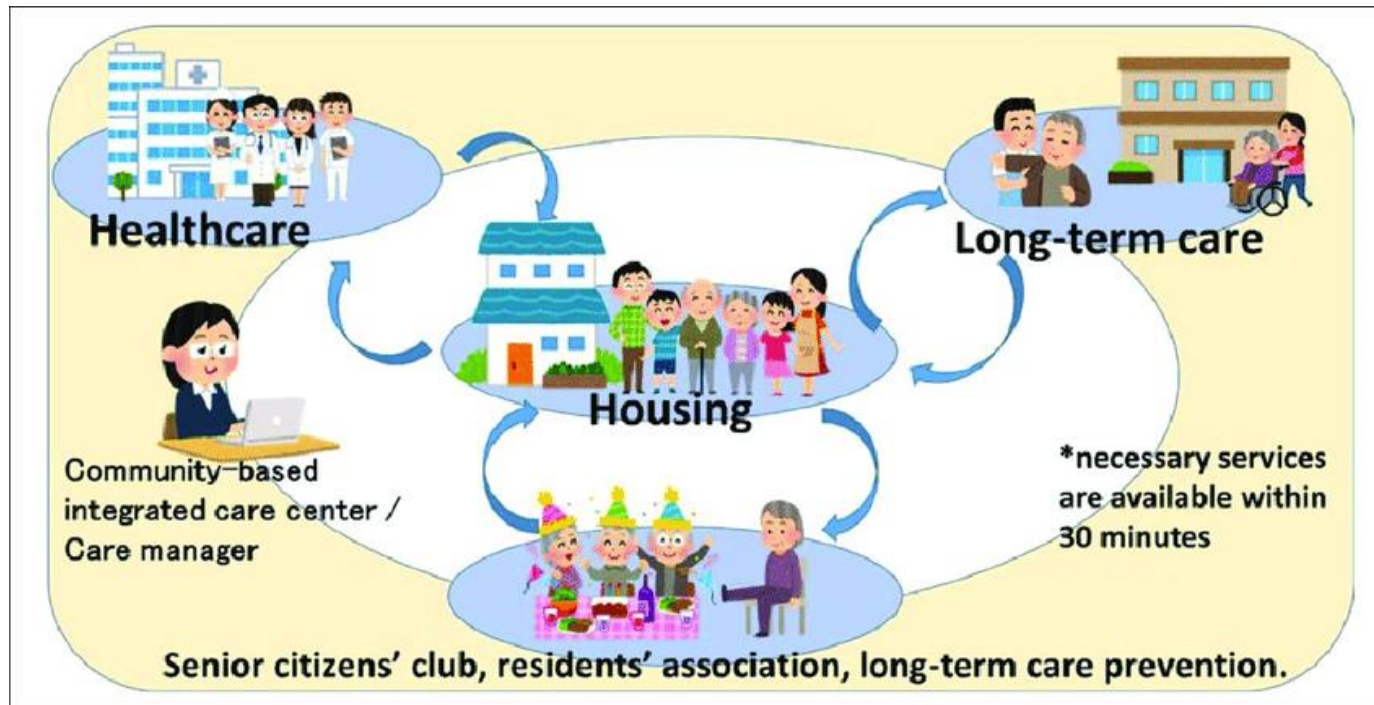 Healthcare
Long-term care
Housing
Community-based
integrated care center /
Care manager
*necessary services
are available within
30 minutes
Senior citizens’ club, residents’ association, long-term care prevention.